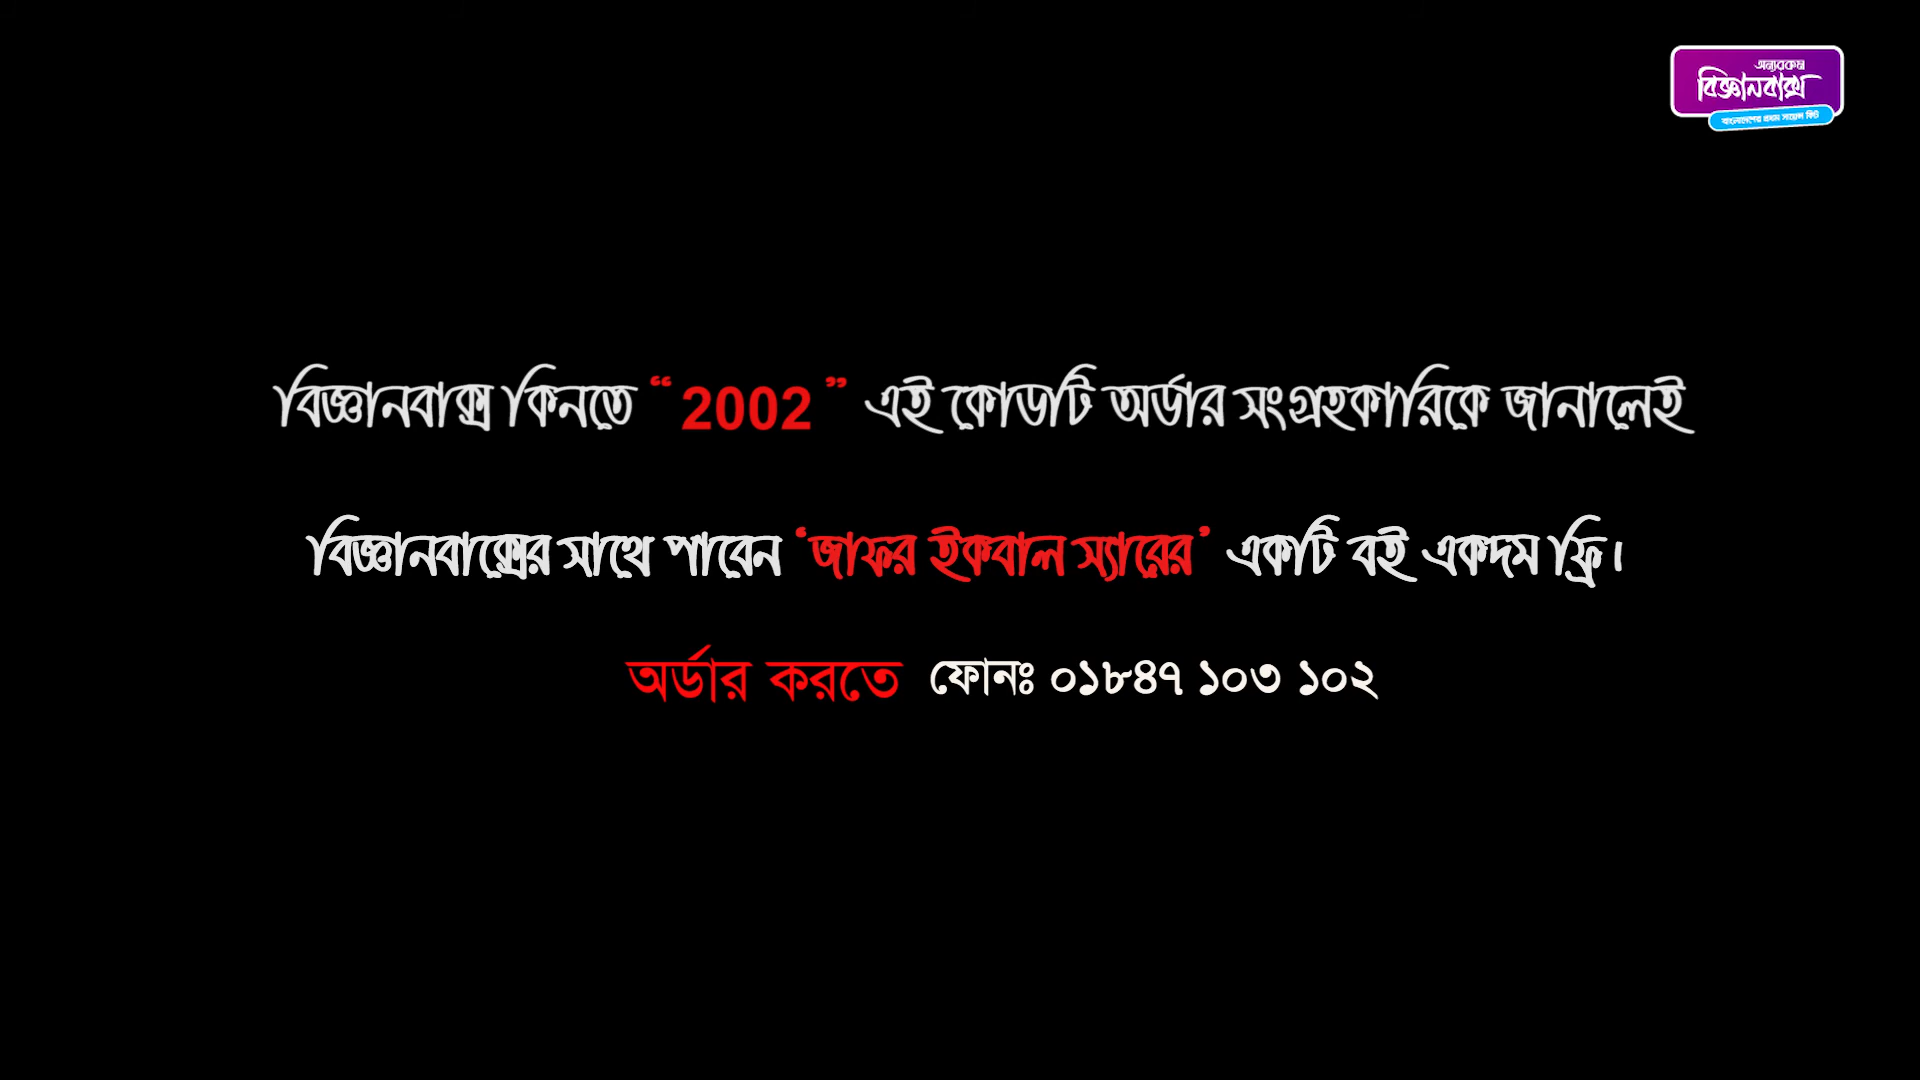 অন্যরকম
বিজ্ঞানবাক্স
বাংলাদেশের প্রথম সায়েন্স কিট
বিজ্ঞানবাক্স কিনতে “ 2002 ” এই কোডটি অর্ডার সংগ্রহকারিকে জানালেই
বিজ্ঞানবাক্সের সাথে পাবেন ‘জাফর ইকবাল স্যারের’ একটি বই একদম ফ্রি।
অর্ডার করতে ফোনঃ ০১৮৪৭ ১০৩ ১০২